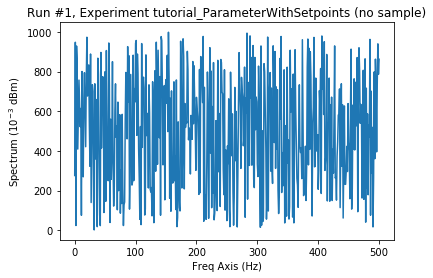 Run #1, Experiment tutorial_ParameterWithSetpoints (no sample)
1000
800
600
400
200
0
Spectrum (10⁻³ dBm)
0 100 200 300 400 500
Freq Axis (Hz)